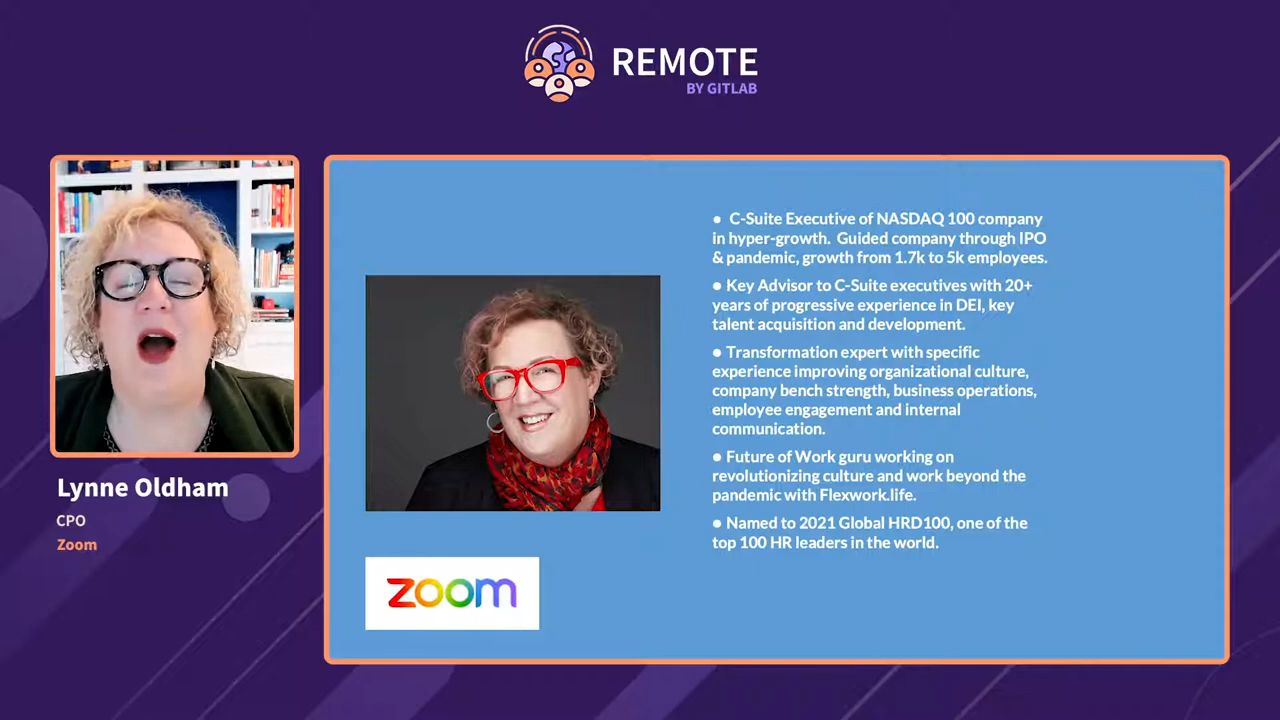 REMOTE
BY GITLAB
Lynne Oldham
CPO
Zoom
● C-Suite Executive of NASDAQ 100 company
in hyper-growth. Guided company through IPO
& pandemic, growth from 1.7k to 5k employees.
● Key Advisor to C-Suite executives with 20+
years of progressive experience in DEI, key
talent acquisition and development.
● Transformation expert with specific
experience improving organizational culture,
company bench strength, business operations,
employee engagement and internal
communication.
● Future of Work guru working on
revolutionizing culture and work beyond the
pandemic with Flexwork.life.
● Named to 2021 Global HRD100, one of the
top 100 HR leaders in the world.
zoom